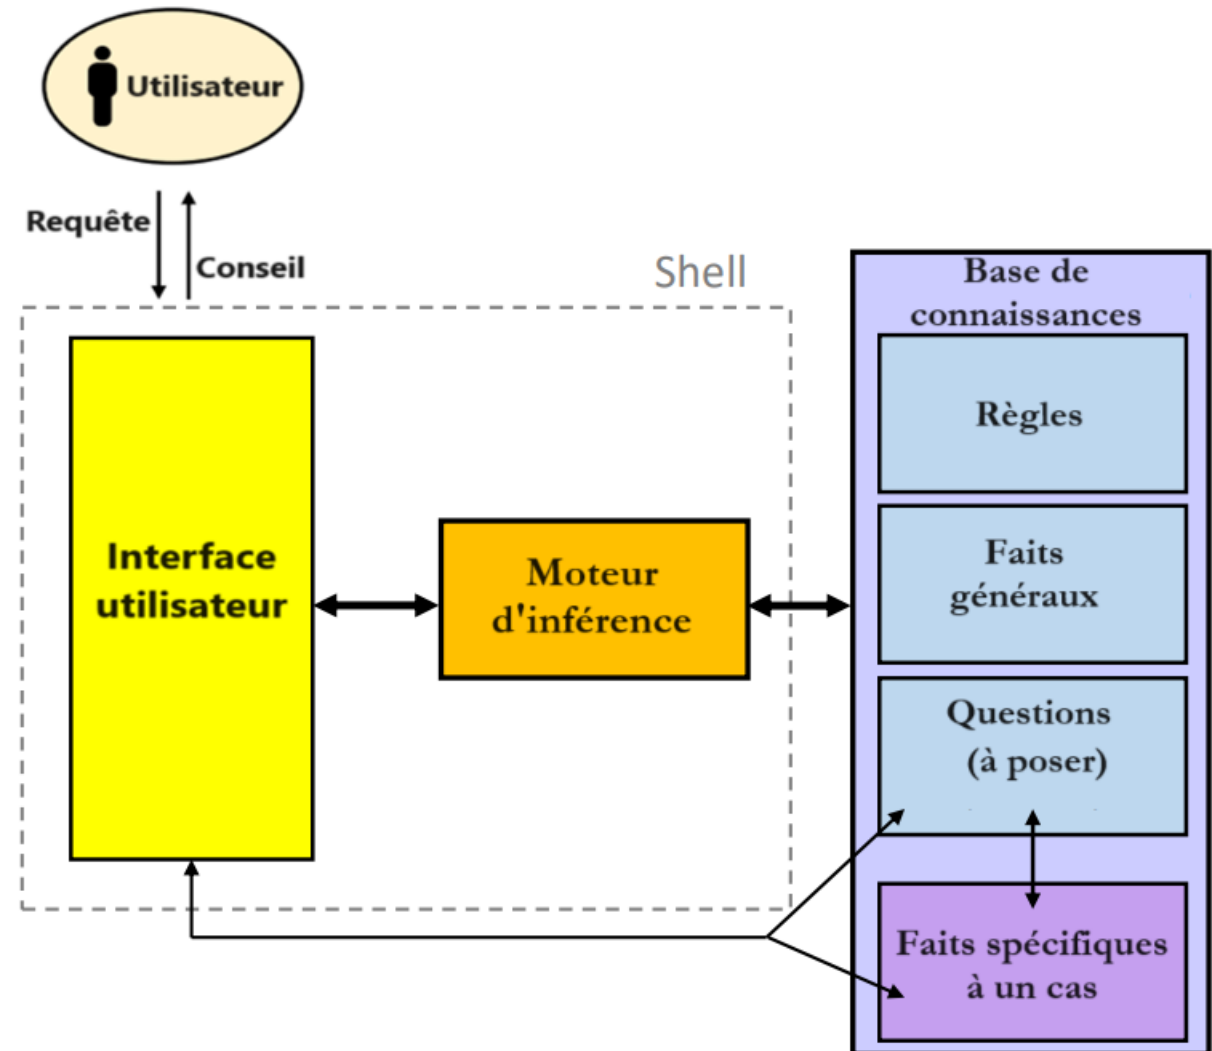 Utilisateur
Requête
Conseil
Shell
Base de
connaissances
Règles
Interface
utilisateur
Moteur
d'inférence
Faits
généraux
Questions
(à poser)
Faits spécifiques
à un cas